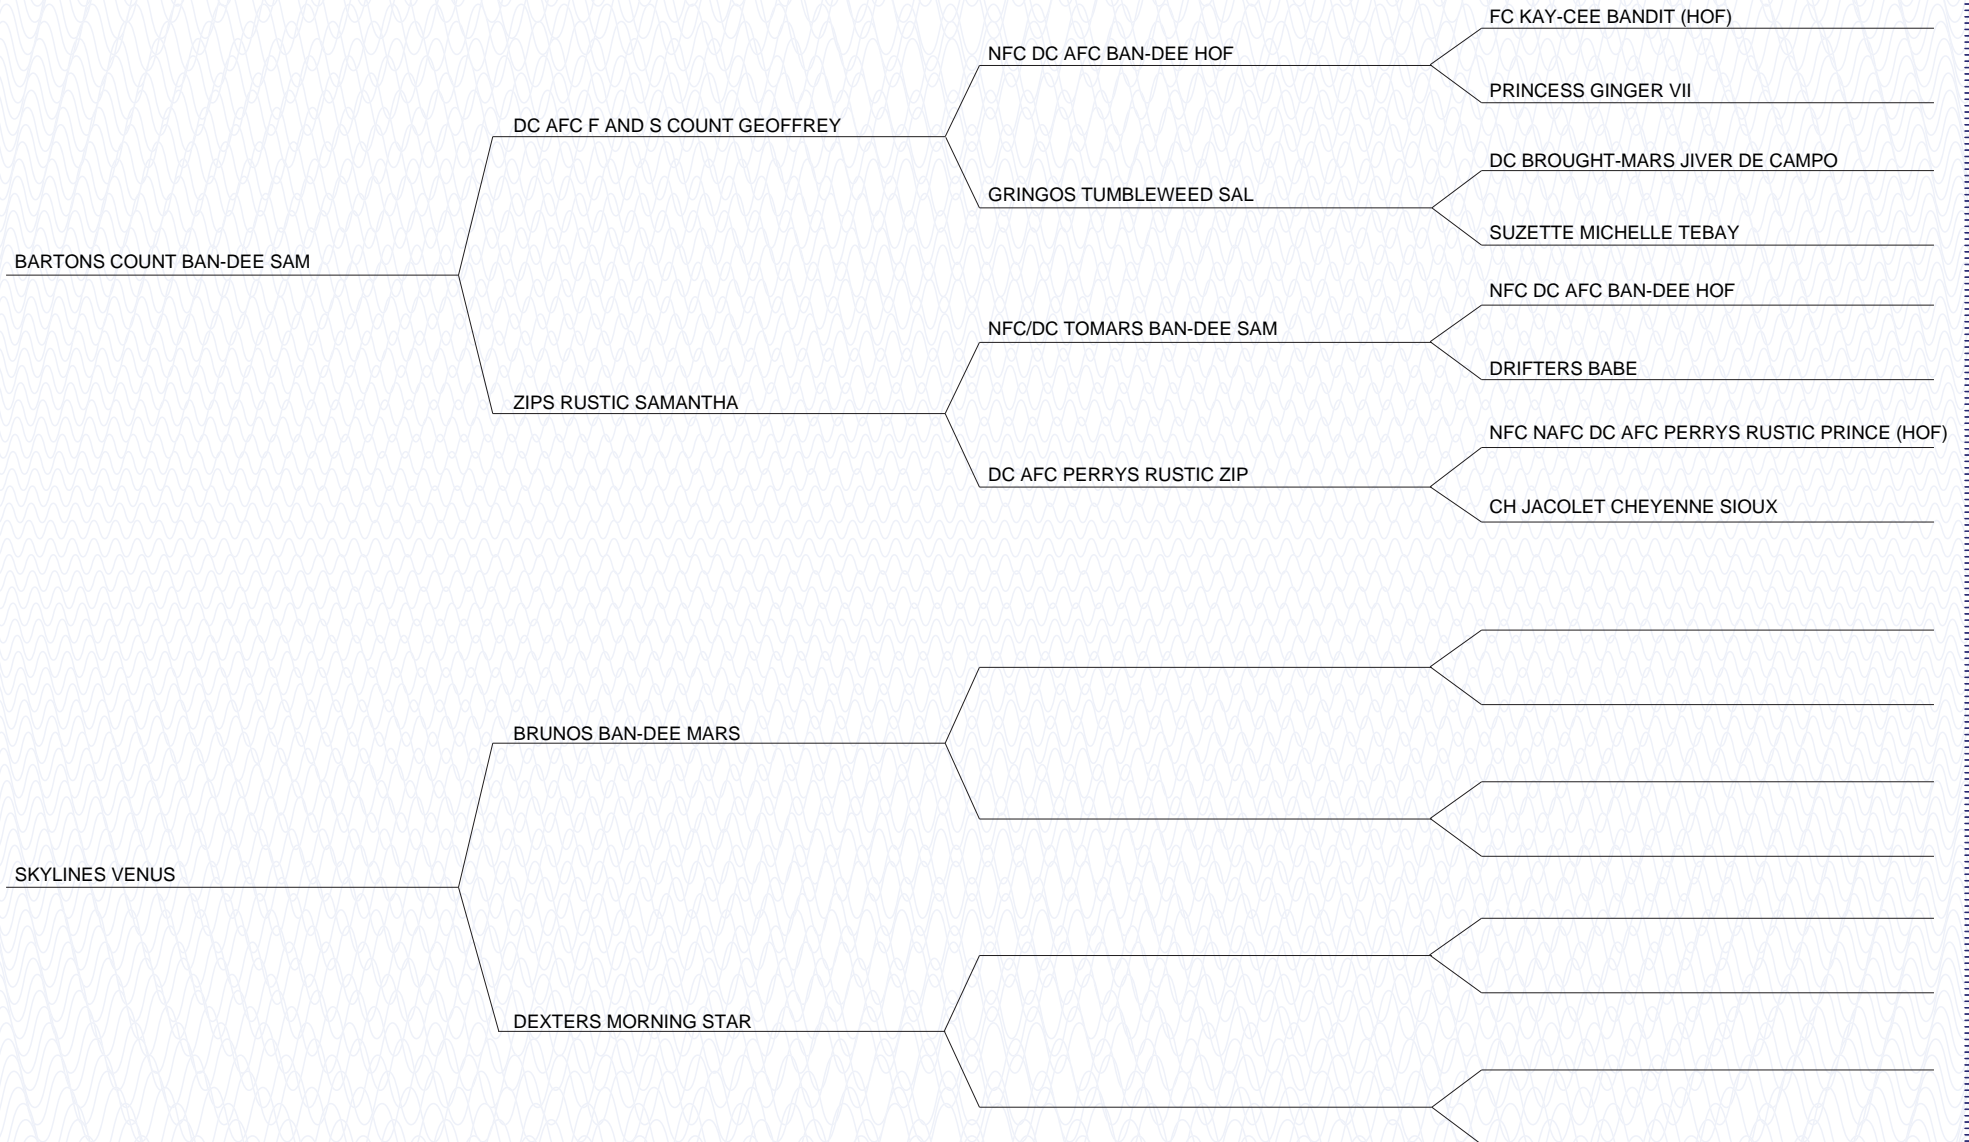 FC KAY-CEE BANDIT (HOF)
NFC DC AFC BAN-DEE HOF
PRINCESS GINGER VII
DC AFC F AND S COUNT GEOFFREY
DC BROUGHT-MARS JIVER DE CAMPO
GRINGOS TUMBLEWEED SAL
SUZETTE MICHELLE TEBAY
BARTONS COUNT BAN-DEE SAM
NFC DC AFC BAN-DEE HOF
NFC/DC TOMARS BAN-DEE SAM
DRIFTERS BABE
ZIPS RUSTIC SAMANTHA
NFC NAFC DC AFC PERRYS RUSTIC PRINCE (HOF)
DC AFC PERRYS RUSTIC ZIP
CH JACOLET CHEYENNE SIOUX
BRUNOS BAN-DEE MARS
SKYLINES VENUS
DEXTERS MORNING STAR